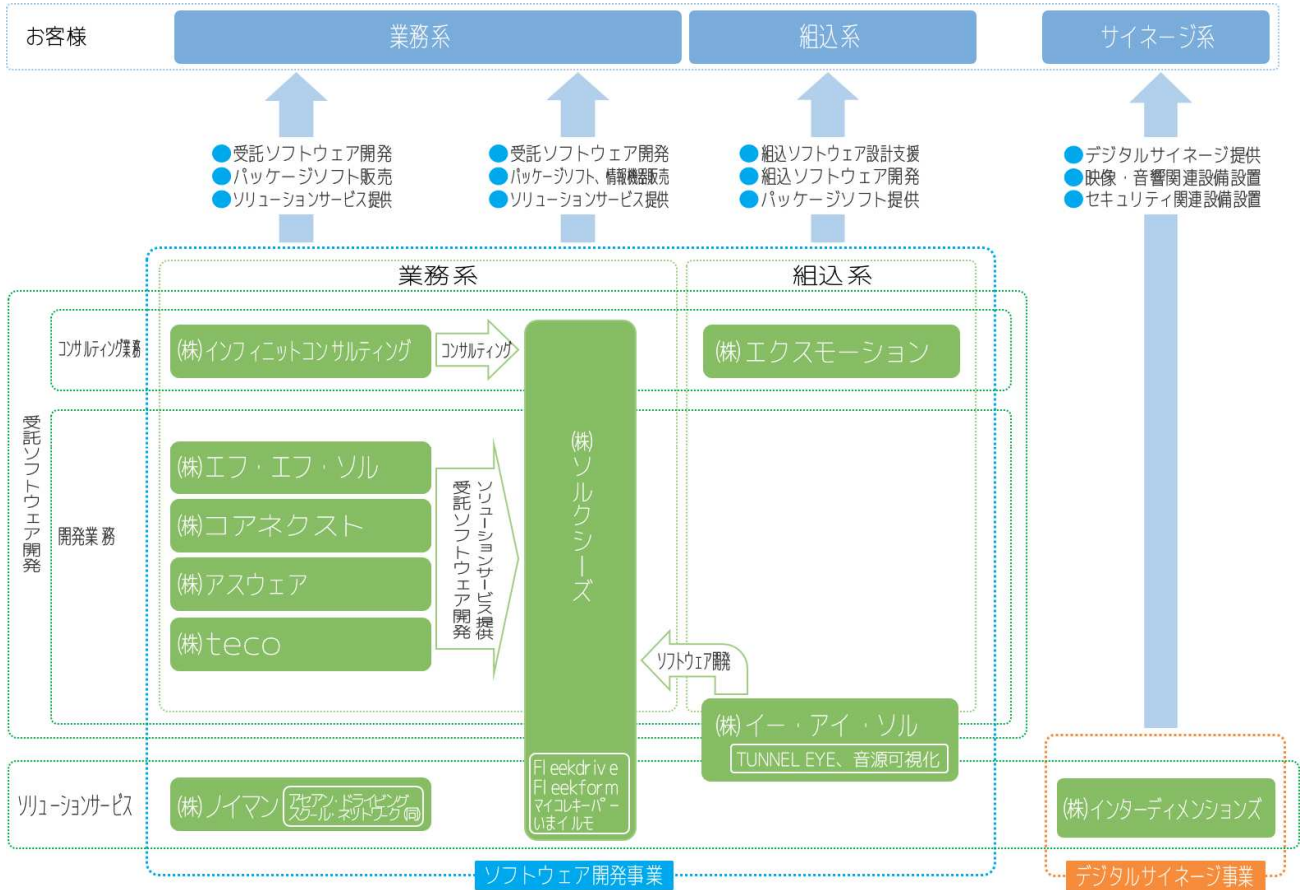 お客様
業務系
組込系
サイネージ系
●受託ソフトウェア開発
●パッケージソフト販売
●ソリューションサービス提供
●受託ソフトウェア開発
●パッケージソフト、情報機器販売
●ソリューションサービス提供
●組込ソフトウェア設計支援
●組込ソフトウェア開発
●パッケージソフト提供
●デジタルサイネージ提供
●映像・音響関連設備設置
●セキュリティ関連設備設置
業務系
組込系
受託ソフトウェア開発
コンサルティング業務
(株)インフィニットコンサルティング
コンサルティング
(株)ソルクシーズ
(株)エクスモーション
開発業務
(株)エフ・エフ・ソル
(株)コアネクスト
(株)アスウェア
(株)teco
ソリューションサービス提供
受託ソフトウェア開発
ソフトウェア開発
(株)イー・アイ・ソル
TUNNEL EYE、音源可視化
ソリューションサービス
(株)ノイマン
アセアン・ドライビング
スクール・ネットワーク(同)
Fleekdrive
Fleekform
マイコレキーパー
いまイルモ
(株)インターディメンションズ
ソフトウェア開発事業
デジタルサイネージ事業